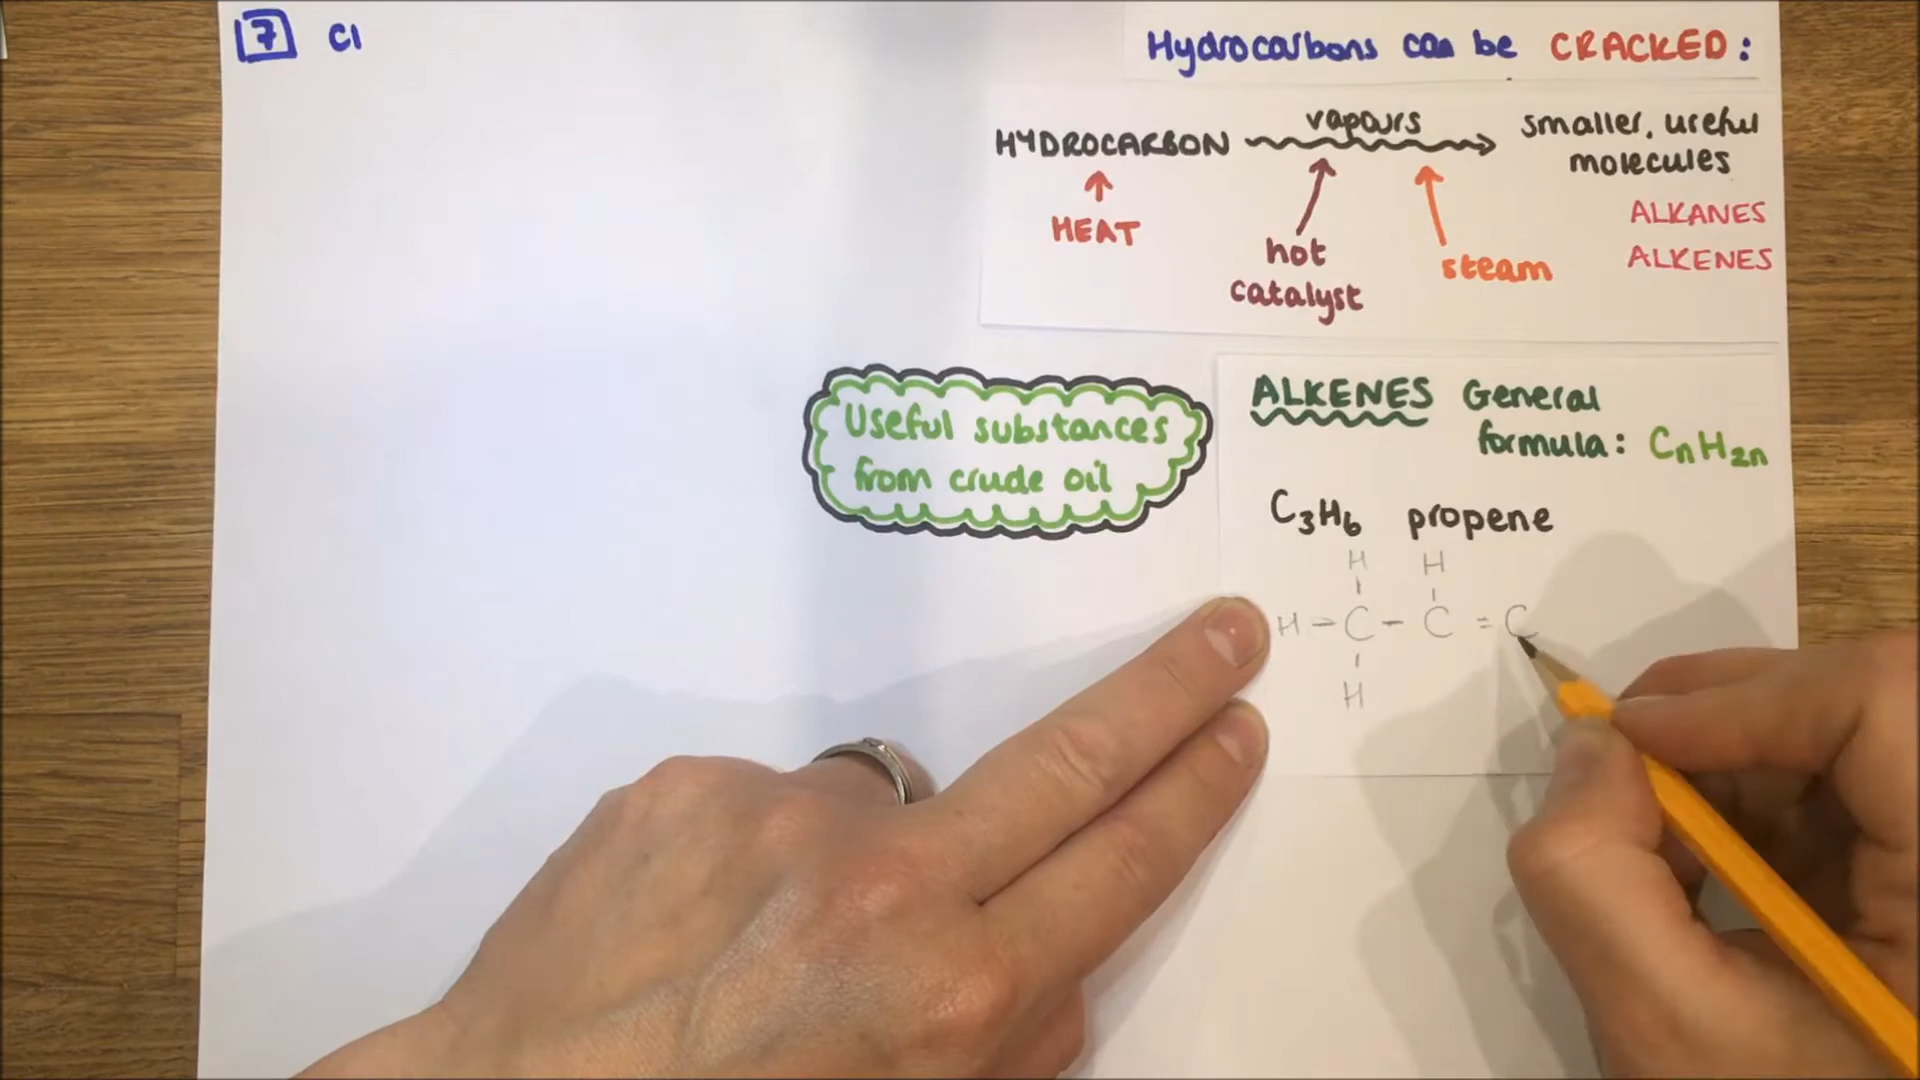 7 C1
Hydrocarbons can be CRACKED:
HYDROCARBON vapours smaller, useful
molecules
HEAT
hot
catalyst
steam
ALKANES
ALKENES
Useful substances
from crude oil
ALKENES General
formula: CnH2n
C3H6 propene
H H
H - C - C = C
H